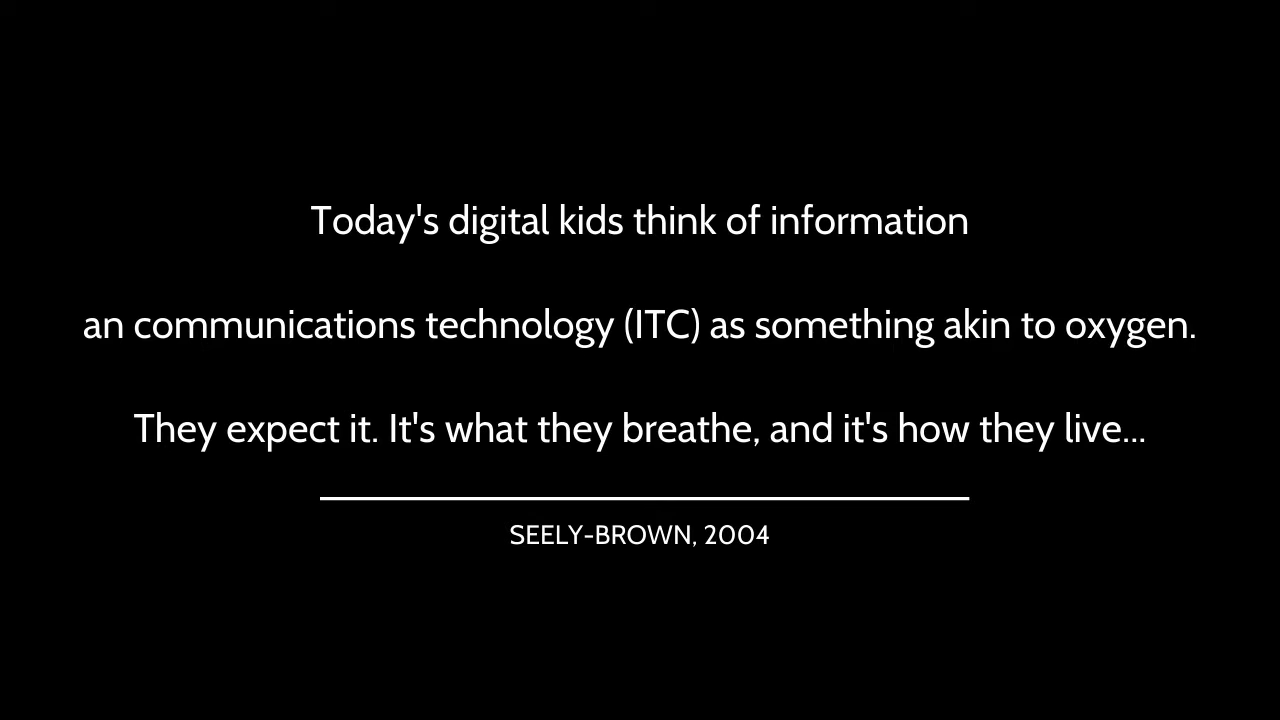 Today's digital kids think of information
an communications technology (ITC) as something akin to oxygen.
They expect it. It's what they breathe, and it's how they live...
SEELY-BROWN, 2004